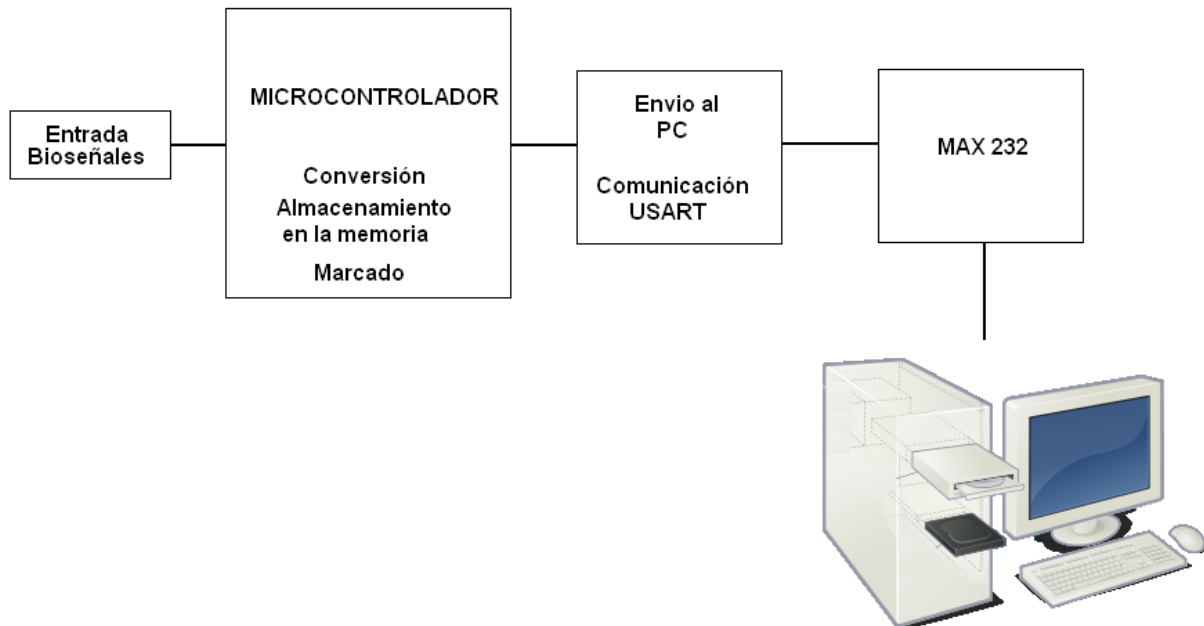 Entrada
Bioseñales
MICROCONTROLADOR
Conversión
Almacenamiento
en la memoria
Marcado
Envio al
PC
Comunicación
USART
MAX 232